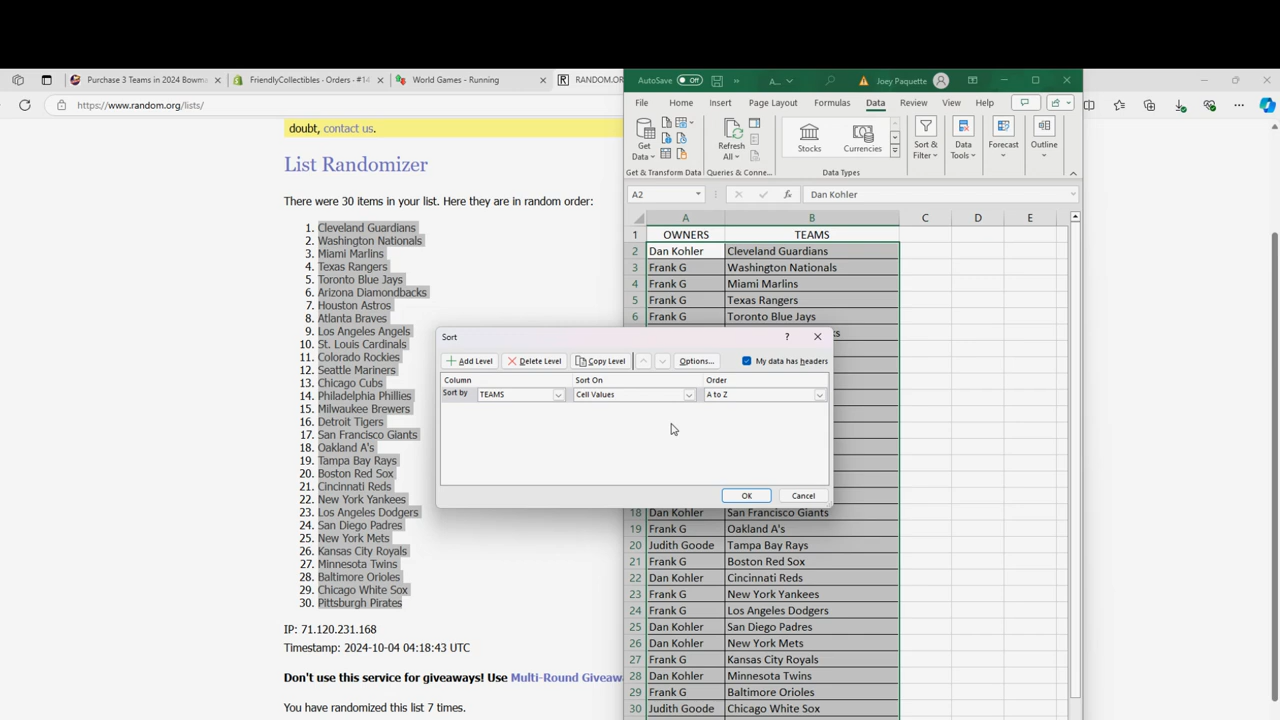 Purchase 3 Teams in 2024 Bowm
FriendlyCollectibles - Orders - #14
World Games - Running
RANDOM.OR
https://www.random.org/lists/
doubt, contact us.
List Randomizer
There were 30 items in your list. Here they are in random order:
1. Cleveland Guardians
2. Washington Nationals
3. Miami Marlins
4. Texas Rangers
5. Toronto Blue Jays
6. Arizona Diamondbacks
7. Houston Astros
8. Atlanta Braves
9. Los Angeles Angels
10. St. Louis Cardinals
11. Colorado Rockies
12. Seattle Mariners
13. Chicago Cubs
14. Philadelphia Phillies
15. Milwaukee Brewers
16. Detroit Tigers
17. San Francisco Giants
18. Oakland A's
19. Tampa Bay Rays
20. Boston Red Sox
21. Cincinnati Reds
22. New York Yankees
23. Los Angeles Dodgers
24. San Diego Padres
25. New York Mets
26. Kansas City Royals
27. Minnesota Twins
28. Baltimore Orioles
29. Chicago White Sox
30. Pittsburgh Pirates
IP: 71.120.231.168
Timestamp: 2024-10-04 04:18:43 UTC
Don't use this service for giveaways! Use Multi-Round Giveaw
You have randomized this list 7 times.
AutoSave Off » A... Joey Paquette
File Home Insert Page Layout Formulas Data Review View Help
Get Data
Refresh All
Stocks
Currencies
Sort & Filter
Data Tools
Forecast
Outline
Get & Transform Data
Queries & Conne...
Data Types
A2
fx
Dan Kohler
A B C D E
1 OWNERS TEAMS
2 Dan Kohler Cleveland Guardians
3 Frank G Washington Nationals
4 Frank G Miami Marlins
5 Frank G Texas Rangers
6 Frank G Toronto Blue Jays
ks
Sort ?
Add Level Delete Level Copy Level Options... My data has headers
Column Sort On Order
Sort by TEAMS Cell Values A to Z
OK Cancel
18 Dan Kohler San Francisco Giants
19 Frank G Oakland A's
20 Judith Goode Tampa Bay Rays
21 Frank G Boston Red Sox
22 Dan Kohler Cincinnati Reds
23 Frank G New York Yankees
24 Frank G Los Angeles Dodgers
25 Dan Kohler San Diego Padres
26 Dan Kohler New York Mets
27 Frank G Kansas City Royals
28 Dan Kohler Minnesota Twins
29 Frank G Baltimore Orioles
30 Judith Goode Chicago White Sox